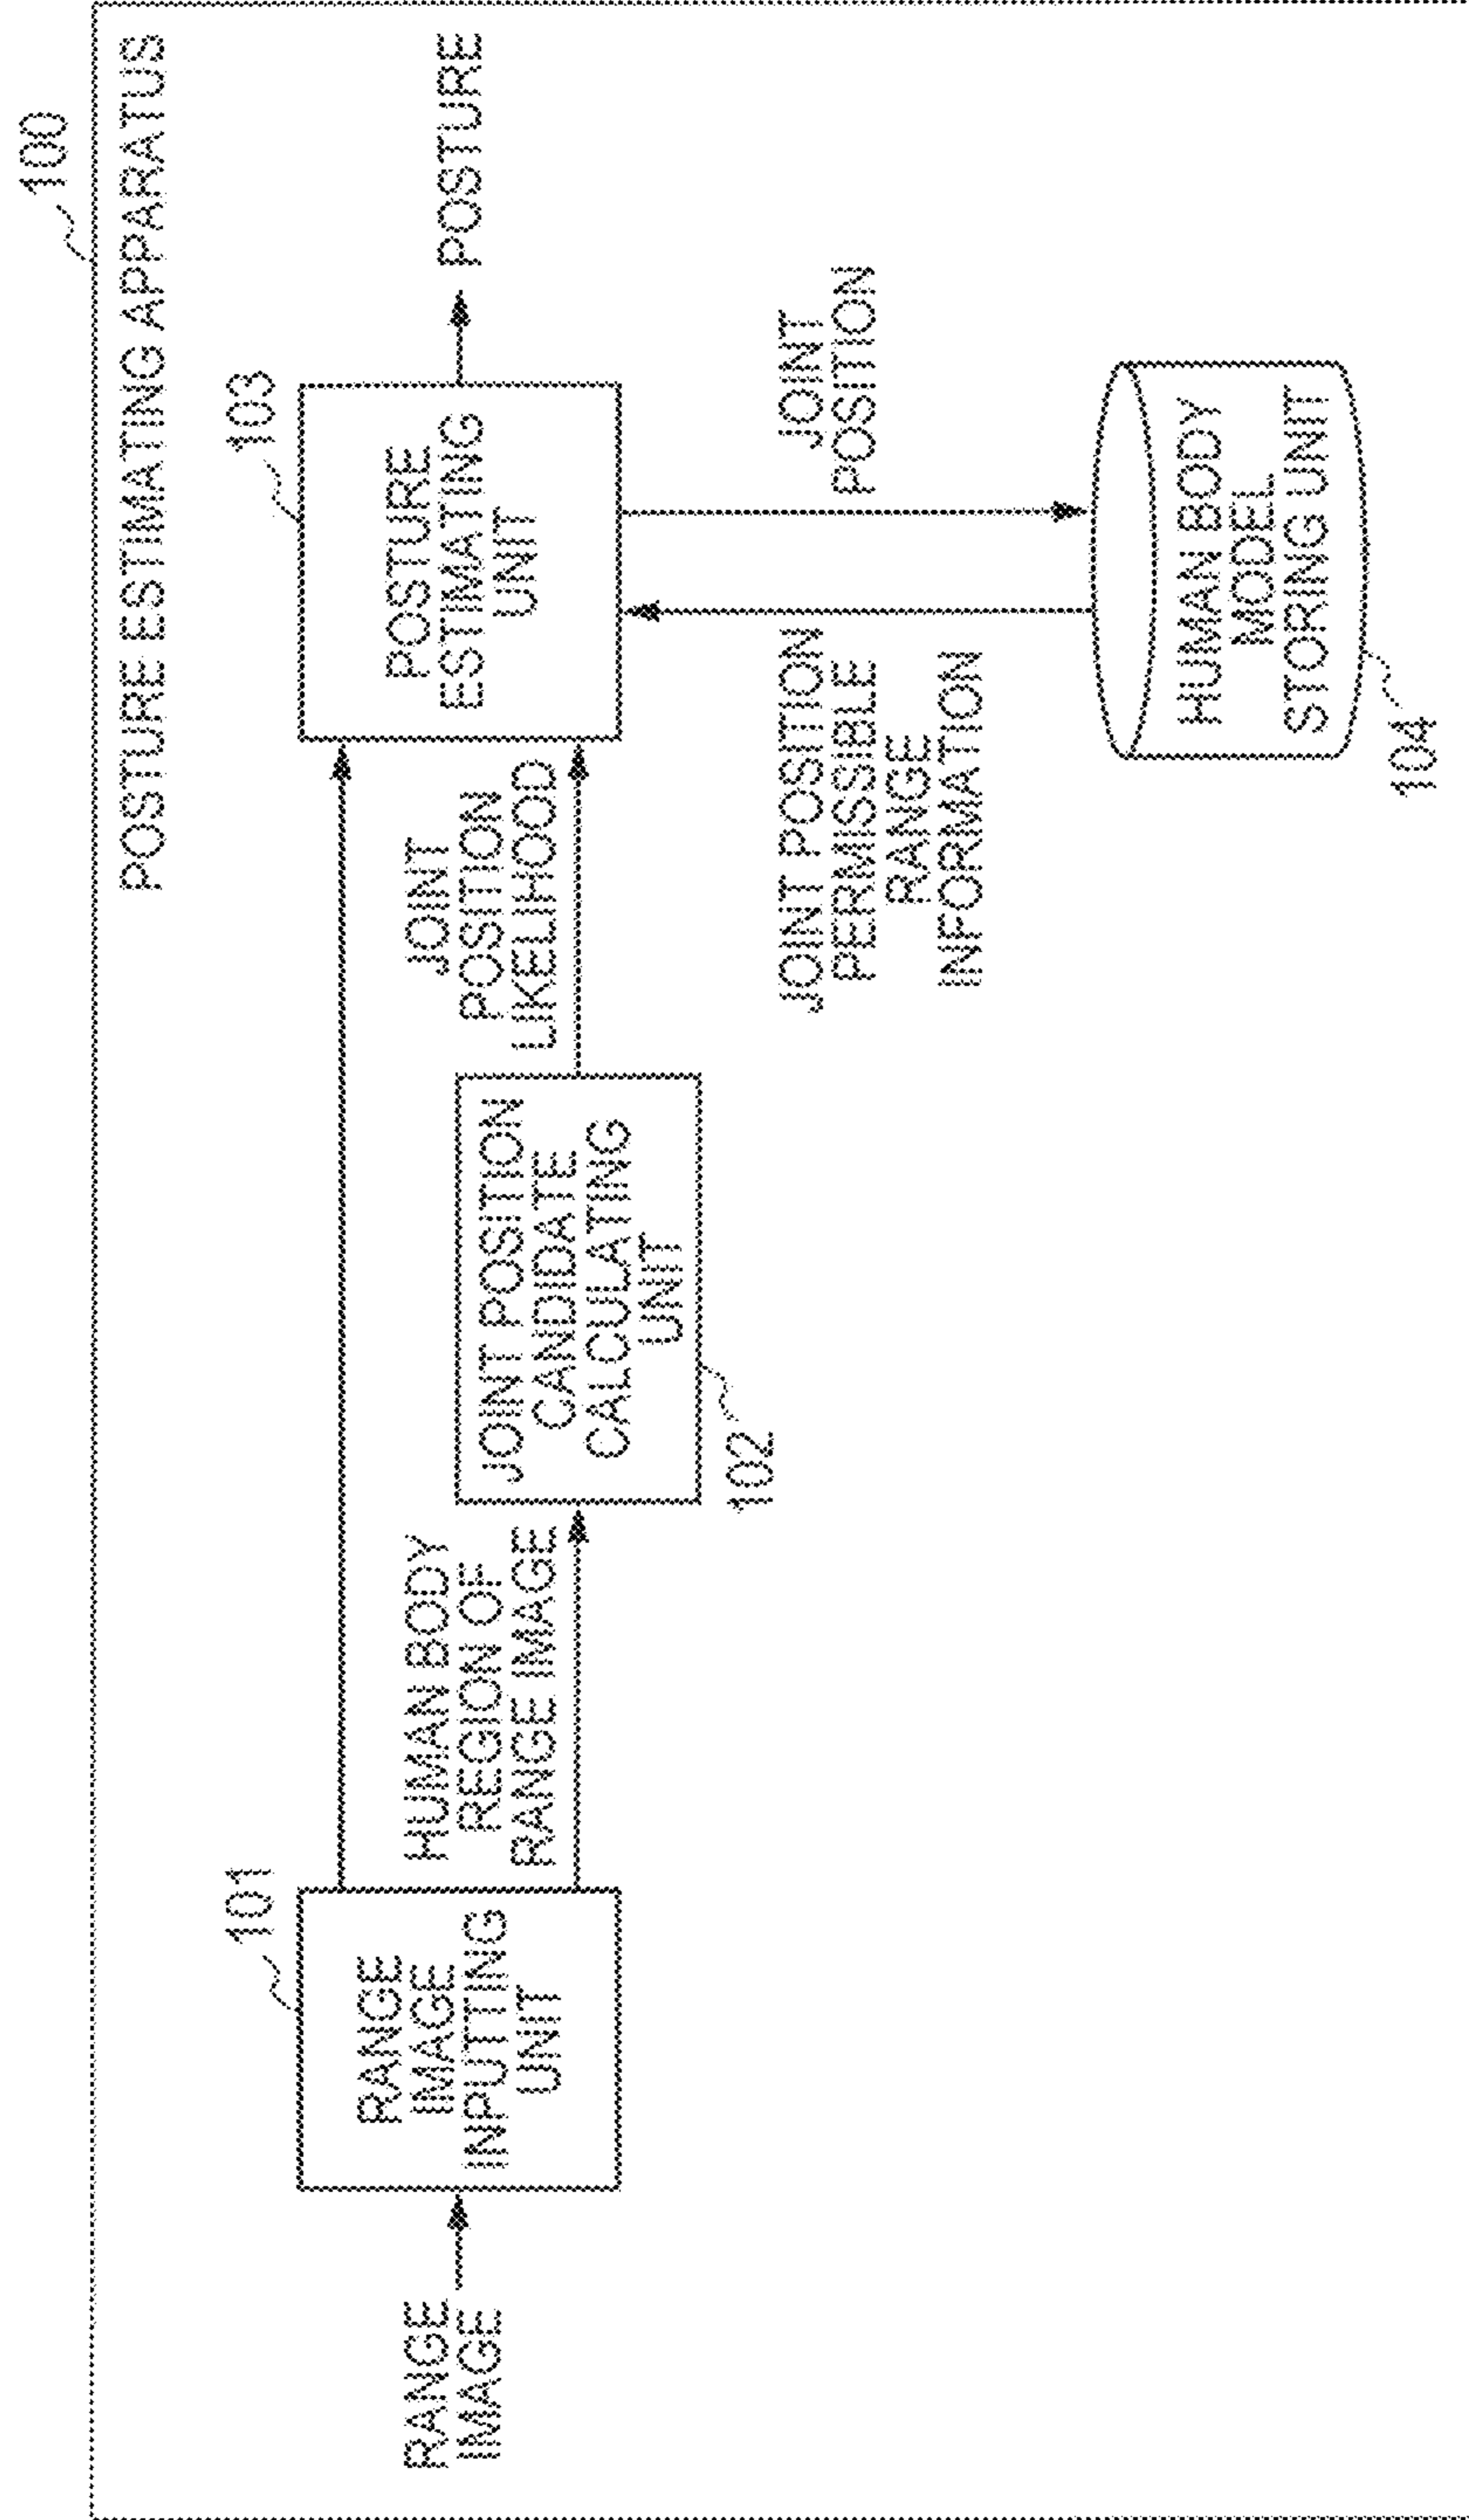 100
POSTURE ESTIMATING APPARATUS
101
103
RANGE
IMAGE
RANGE
IMAGE
INPUTTING
UNIT
HUMAN BODY
REGION OF
RANGE IMAGE
JOINT POSITION
CANDIDATE
CALCULATING
UNIT
102
JOINT
POSITION
LIKELIHOOD
POSTURE
ESTIMATING
UNIT
POSTURE
JOINT POSITION
PERMISSIBLE
RANGE
INFORMATION
JOINT
POSITION
HUMAN BODY
MODEL
STORING UNIT
104